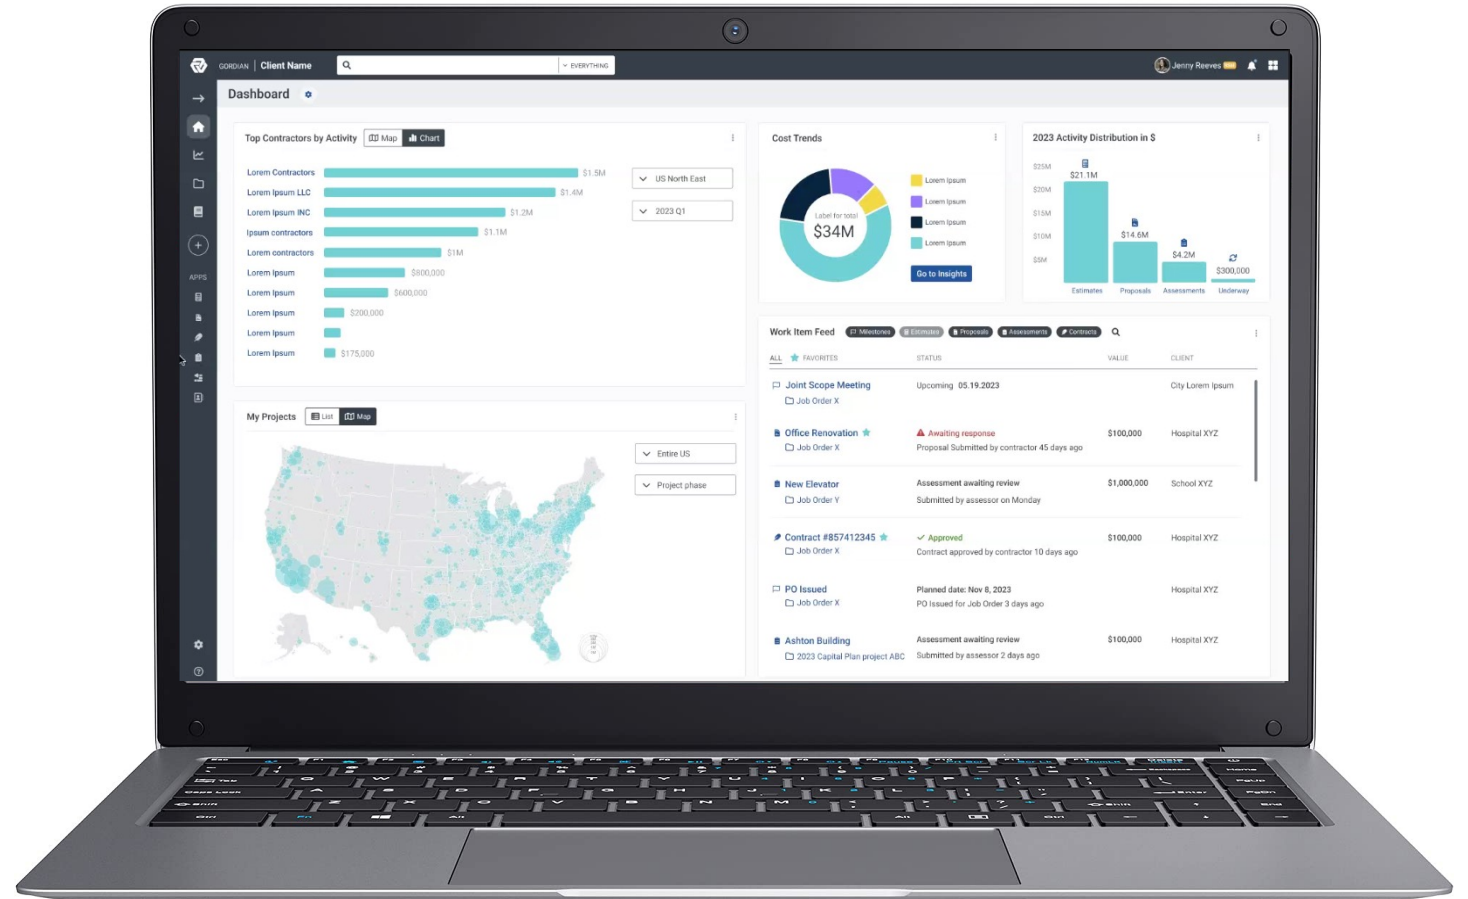 GORDIAN | Client Name
EVERYTHING
Jenny Reeves
Dashboard
Top Contractors by Activity Map Chart
Lorem Contractors $1.5M
Lorem Ipsum LLC $1.4M
Lorem Ipsum INC $1.2M
Ipsum contractors $1.1M
Lorem contractors $1M
Lorem Ipsum $800,000
Lorem Ipsum $600,000
Lorem Ipsum $200,000
Lorem Ipsum
Lorem Ipsum $175,000
US North East
2023 Q1
APPS
Cost Trends
Label for total
$34M
Lorem Ipsum
Lorem Ipsum
Lorem Ipsum
Lorem Ipsum
Go to Insights
2023 Activity Distribution in $
$25M
$20M
$15M
$10M
$5M
$21.1M
$14.6M
$4.2M
$300,000
Estimates Proposals Assessments Underway
My Projects List Map
Entire US
Project phase
Work Item Feed Milestones Estimates Proposals Assessments Contracts
ALL FAVORITES STATUS VALUE CLIENT
Joint Scope Meeting Upcoming 05.19.2023 City Lorem Ipsum
Job Order X
Office Renovation Awaiting response $100,000 Hospital XYZ
Job Order X Proposal Submitted by contractor 45 days ago
New Elevator Assessment awaiting review $1,000,000 School XYZ
Job Order Y Submitted by assessor on Monday
Contract #857412345 Approved $100,000 Hospital XYZ
Job Order X Contract approved by contractor 10 days ago
PO Issued Planned date: Nov 8, 2023 Hospital XYZ
Job Order X PO Issued for Job Order 3 days ago
Ashton Building Assessment awaiting review $100,000 Hospital XYZ
2023 Capital Plan project ABC Submitted by assessor 2 days ago